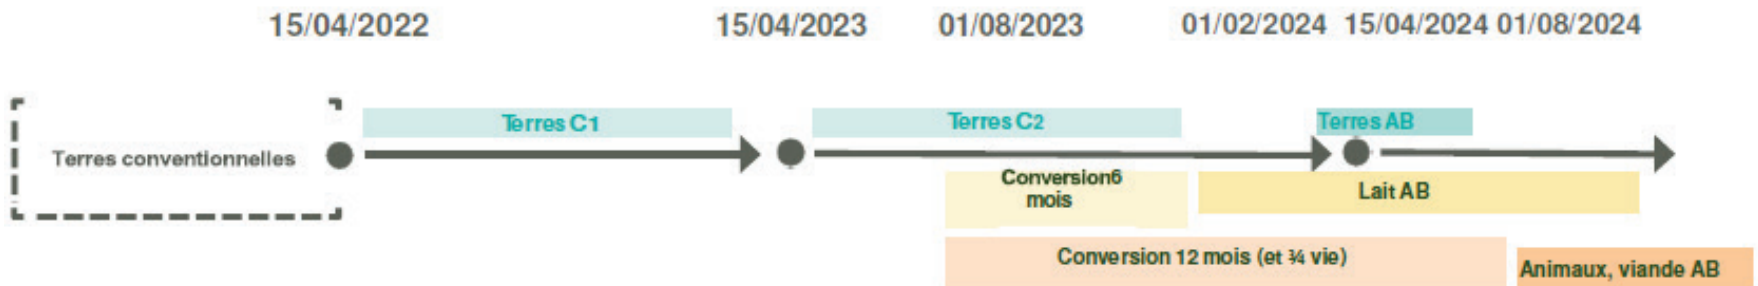 15/04/2022 15/04/2023 01/08/2023 01/02/2024 15/04/2024 01/08/2024
Terres C1 Terres C2 Terres AB
Terres conventionnelles
Conversion6
mois
Lait AB
Conversion 12 mois (et ¾ vie)
Animaux, viande AB